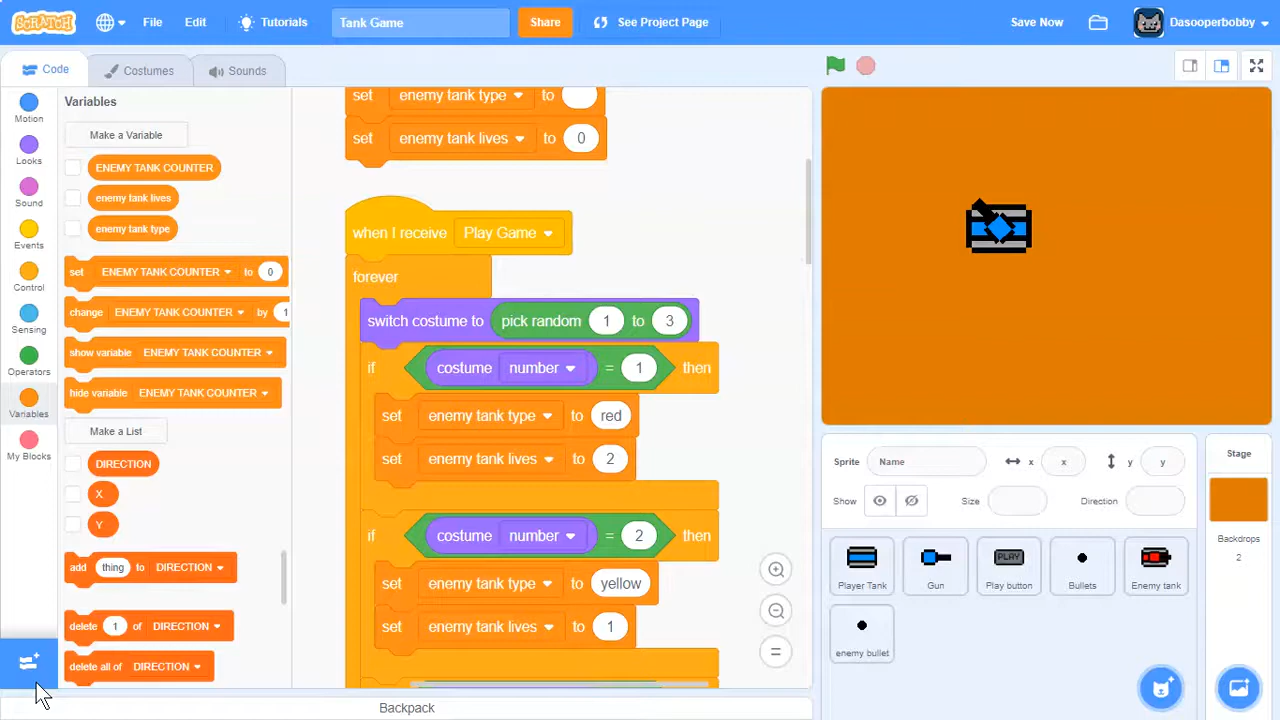 SCRATCH File Edit Tutorials Tank Game Share See Project Page Save Now Dasooperbobby
Code Costumes Sounds
Motion
Looks
Sound
Events
Control
Sensing
Operators
Variables
My Blocks
Variables
Make a Variable
ENEMY TANK COUNTER
enemy tank lives
enemy tank type
set ENEMY TANK COUNTER to 0
change ENEMY TANK COUNTER by 1
show variable ENEMY TANK COUNTER
hide variable ENEMY TANK COUNTER
Make a List
DIRECTION
X
Y
add thing to DIRECTION
delete 1 of DIRECTION
delete all of DIRECTION
set enemy tank type to
set enemy tank lives to 0
when I receive Play Game
forever
switch costume to pick random 1 to 3
if costume number = 1 then
set enemy tank type to red
set enemy tank lives to 2
if costume number = 2 then
set enemy tank type to yellow
set enemy tank lives to 1
Backpack
Sprite Name x x y y
Show Size Direction
Player Tank
Gun
PLAY
Play button
Bullets
Enemy tank
enemy bullet
Stage
Backdrops
2